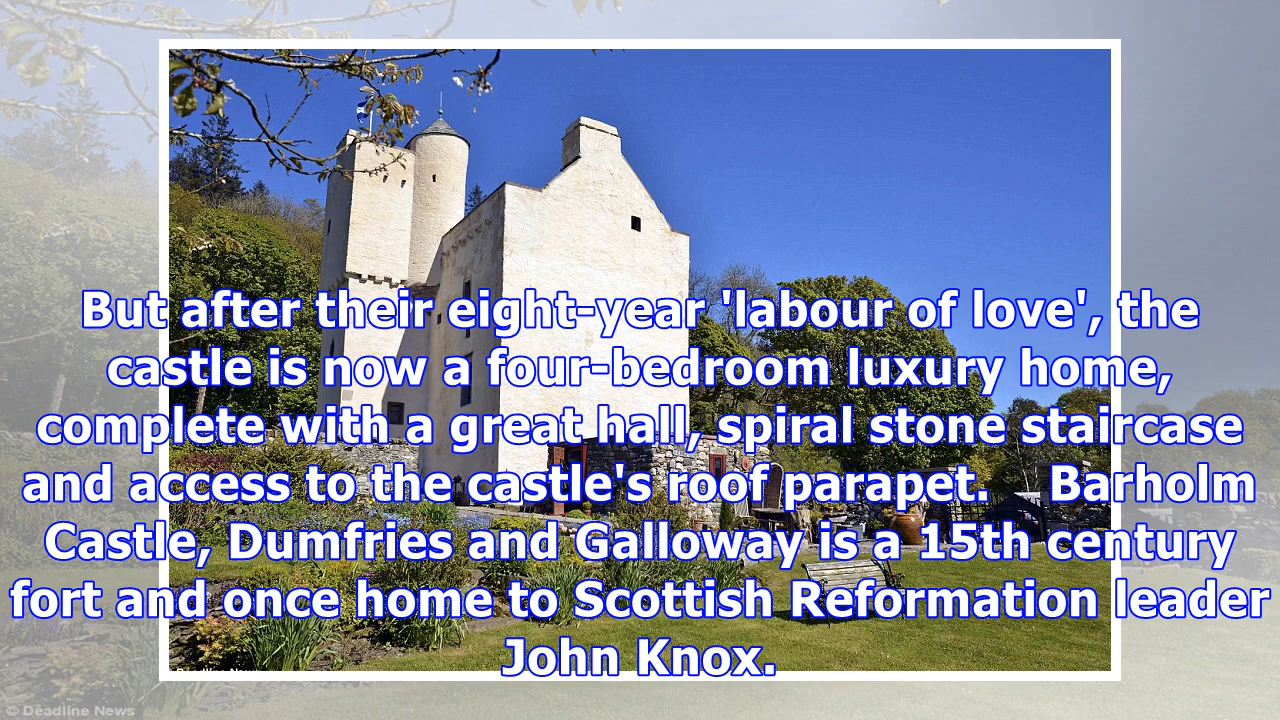 But after their eight-year 'labour of love', the
castle is now a four-bedroom luxury home,
complete with a great hall, spiral stone staircase
and access to the castle's roof parapet. Barholm
Castle, Dumfries and Galloway is a 15th century
fort and once home to Scottish Reformation leader
John Knox.
© Deadline News